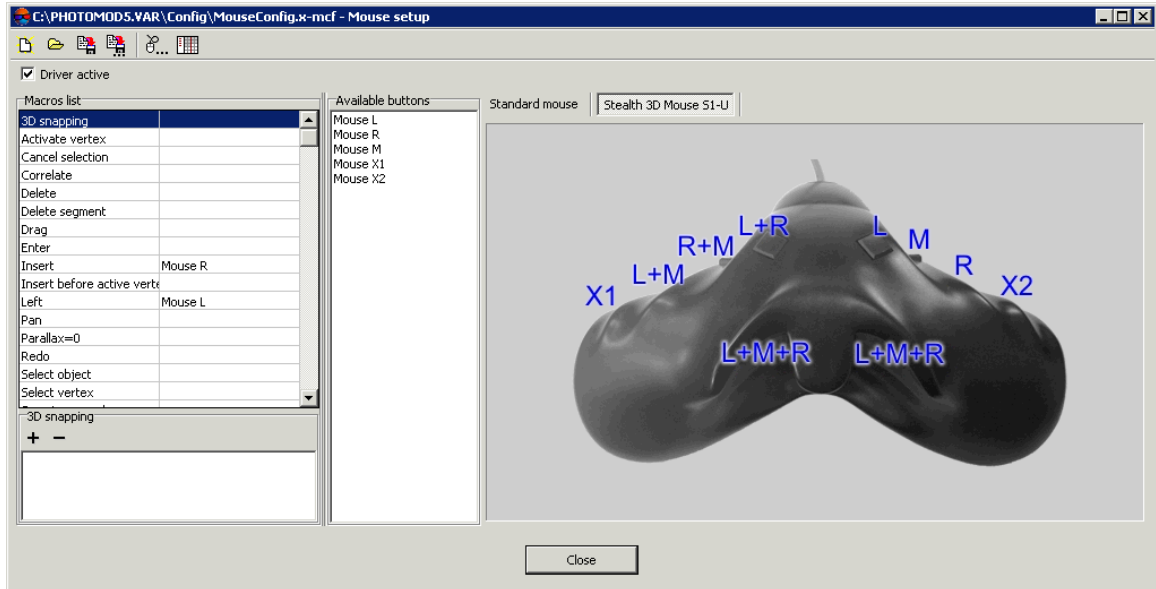 C:\PHOTOMOD5.VAR\Config\MouseConfig.x-mcf - Mouse setup
Driver active
Macros list
3D snapping
Activate vertex
Cancel selection
Correlate
Delete
Delete segment
Drag
Enter
Insert Mouse R
Insert before active verte
Left Mouse L
Pan
Parallax=0
Redo
Select object
Select vertex
3D snapping
+ −
Available buttons
Mouse L
Mouse R
Mouse M
Mouse X1
Mouse X2
Standard mouse Stealth 3D Mouse S1-U
L+R L
R+M M
L+M R
X1 X2
L+M+R L+M+R
Close